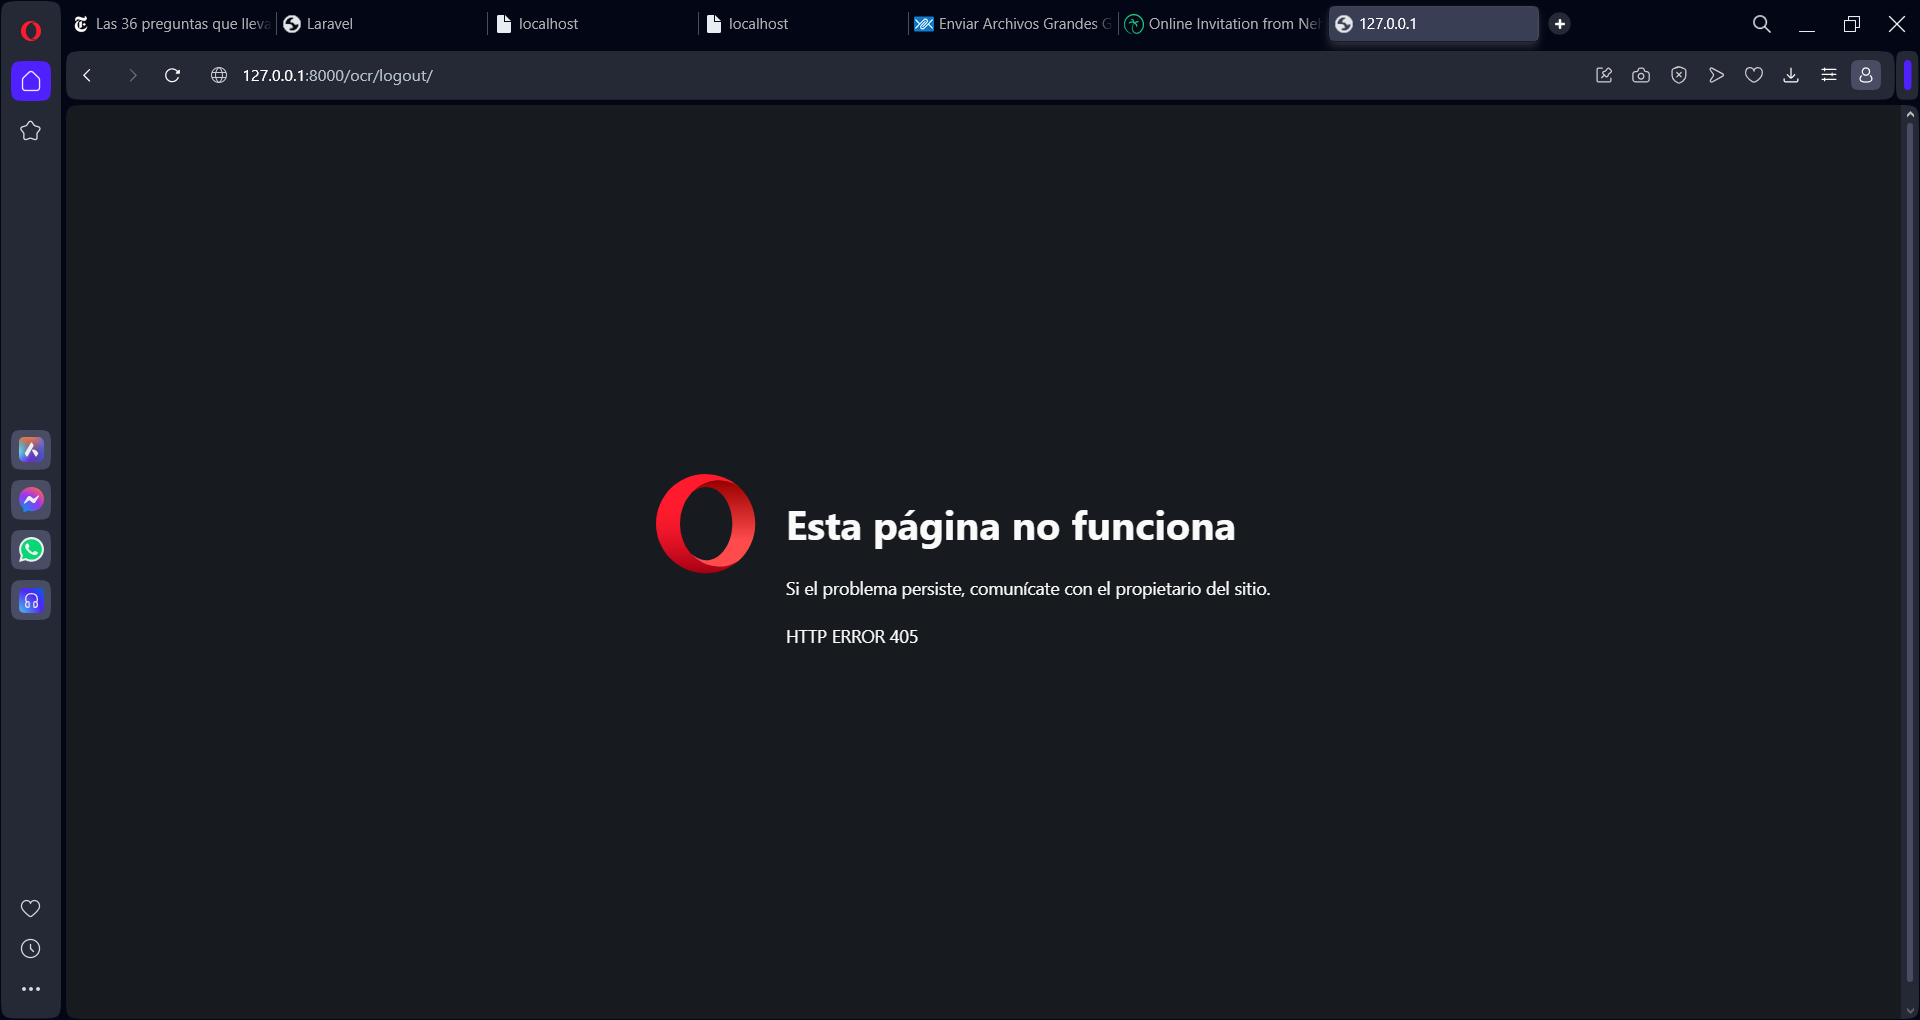 Las 36 preguntas que lleva
Laravel
localhost
localhost
Enviar Archivos Grandes G
Online Invitation from Neh
127.0.0.1
127.0.0.1:8000/ocr/logout/
Esta página no funciona
Si el problema persiste, comunícate con el propietario del sitio.
HTTP ERROR 405